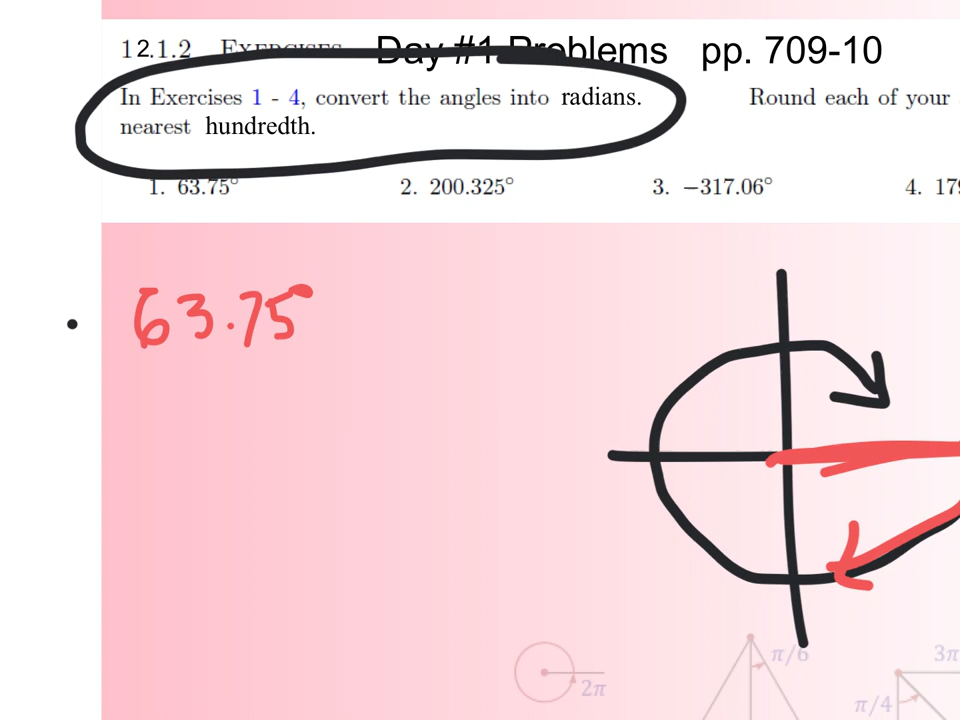 12.1.2 EXERCISES Day #1 Problems pp. 709-10
In Exercises 1 - 4, convert the angles into radians. Round each of your
nearest hundredth.
1. 63.75° 2. 200.325° 3. −317.06° 4. 179
• 63.75°
π/6 3π
2π π/4